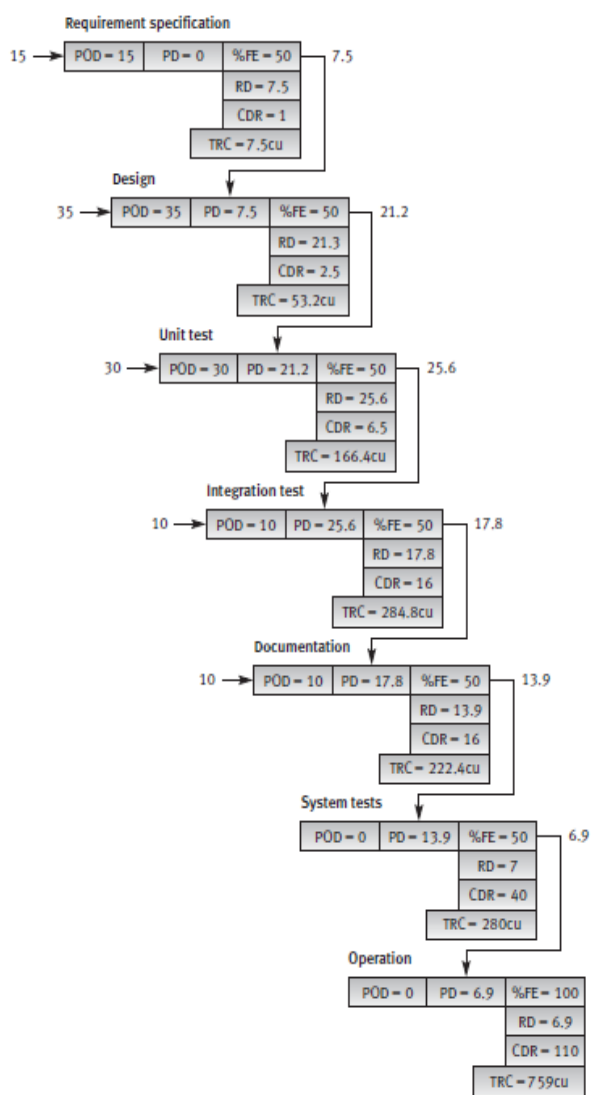 Requirement specification
15 POD = 15 PD = 0 %FE = 50 7.5
RD = 7.5
CDR = 1
TRC = 7.5cu
Design
35 POD = 35 PD = 7.5 %FE = 50 21.2
RD = 21.3
CDR = 2.5
TRC = 53.2cu
Unit test
30 POD = 30 PD = 21.2 %FE = 50 25.6
RD = 25.6
CDR = 6.5
TRC = 166.4cu
Integration test
10 POD = 10 PD = 25.6 %FE = 50 17.8
RD = 17.8
CDR = 16
TRC = 284.8cu
Documentation
10 POD = 10 PD = 17.8 %FE = 50 13.9
RD = 13.9
CDR = 16
TRC = 222.4cu
System tests
POD = 0 PD = 13.9 %FE = 50 6.9
RD = 7
CDR = 40
TRC = 280cu
Operation
POD = 0 PD = 6.9 %FE = 100
RD = 6.9
CDR = 110
TRC = 759cu